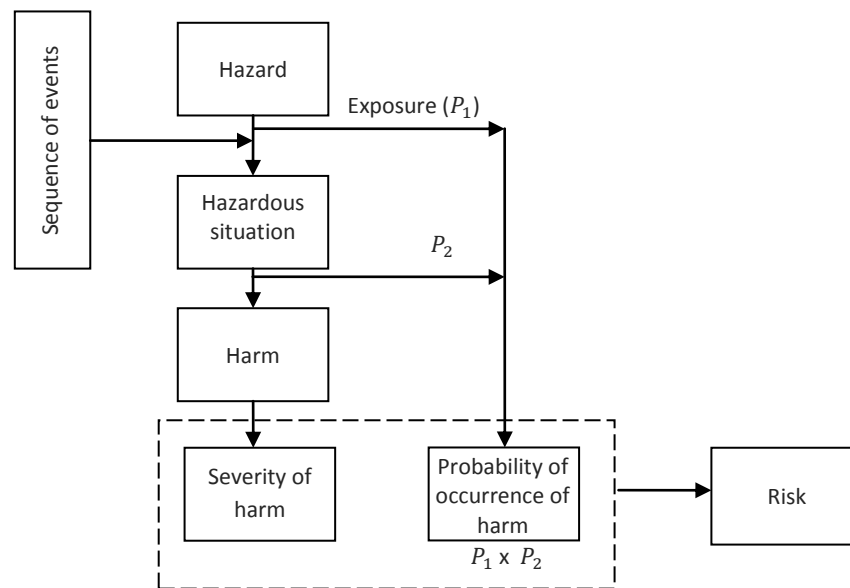 Sequence of events
Hazard
Exposure (P₁)
Hazardous
situation
P₂
Harm
Severity of
harm
Probability of
occurrence of
harm
P₁ x P₂
Risk